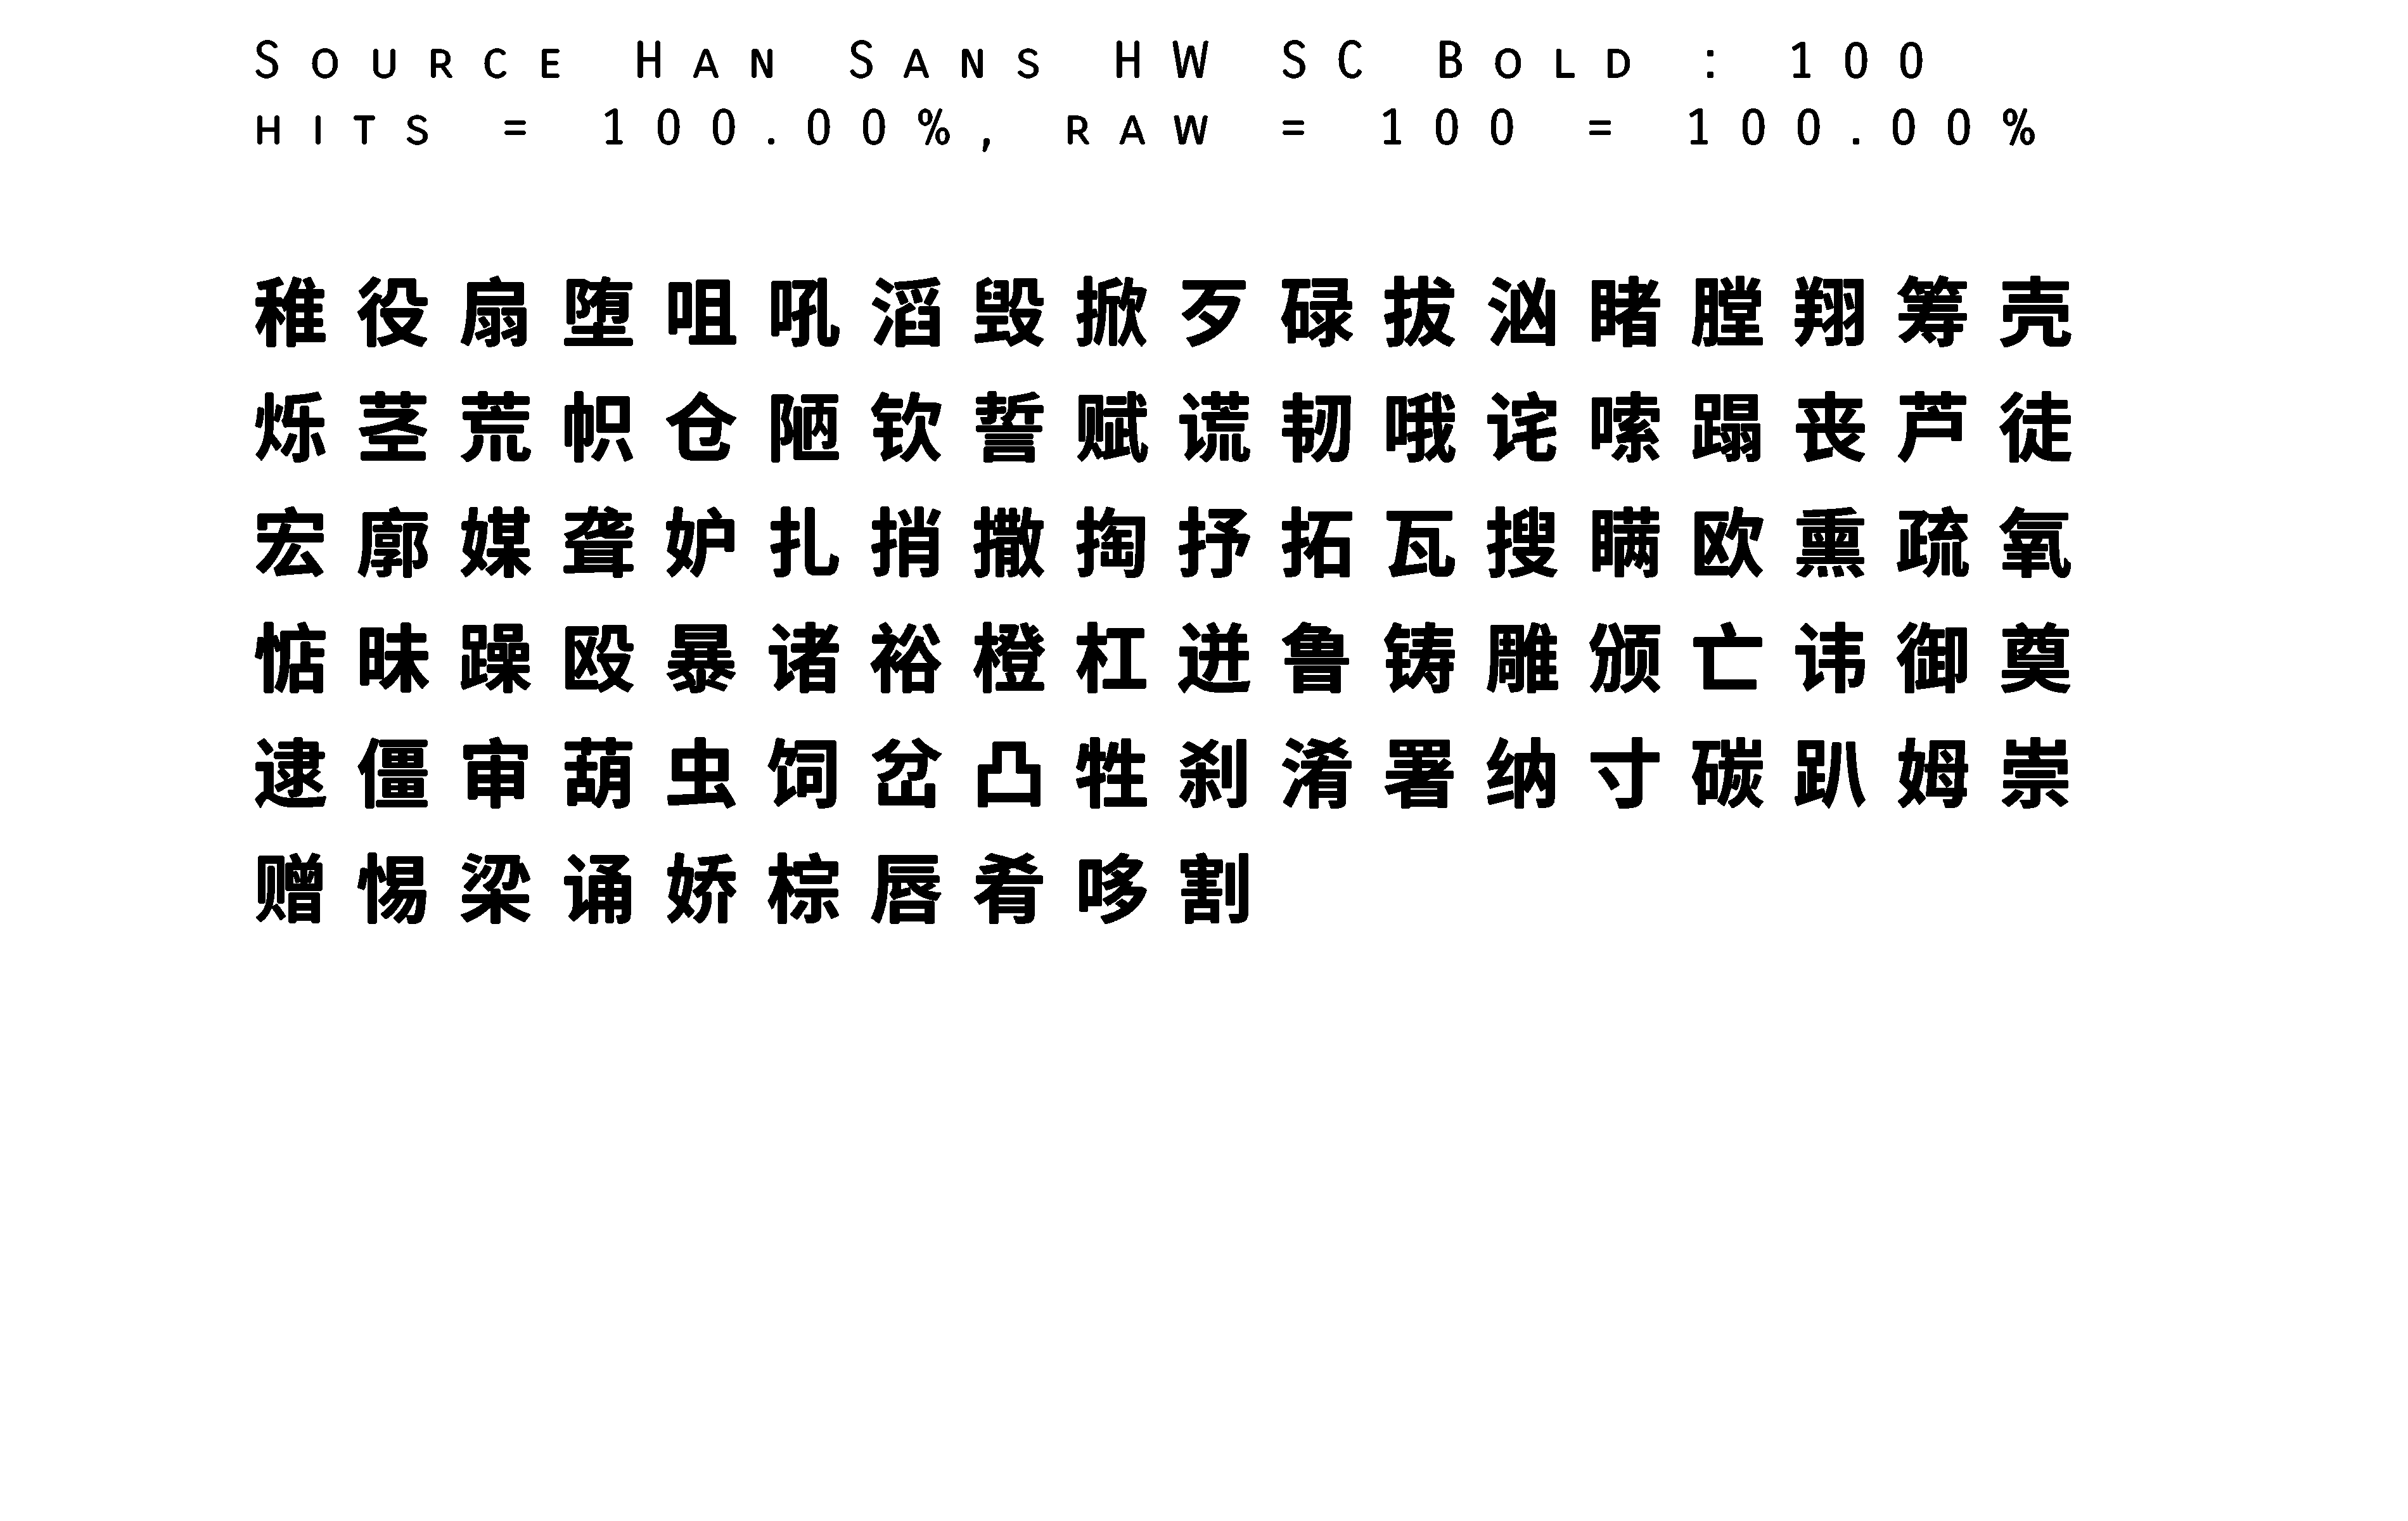 Source Han Sans HW SC Bold : 100
hits = 100.00%, raw = 100 = 100.00%
稚役扇堕咀吼滔毁掀歹碌拔汹睹膛翔筹壳
烁茎荒帜仓陋钦誓赋谎韧哦诧嗦蹋丧芦徒
宏廓媒聋妒扎捎撒掏抒拓瓦搜瞒欧熏疏氧
惦昧躁殴暴诸裕橙杠迸鲁铸雕颁亡讳御奠
逮僵审葫虫饲岔凸牲刹淆署纳寸碳趴姆崇
赠惕梁诵娇棕唇肴哆割